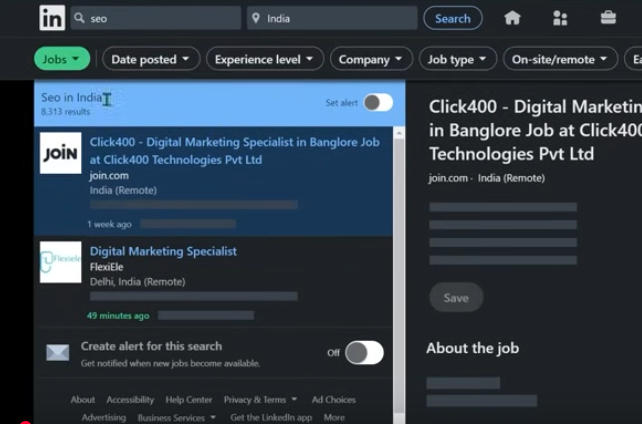 in seo India Search
Jobs Date posted Experience level Company Job type On-site/remote
Seo in India
8,313 results
Set alert
JOIN
Click400 - Digital Marketing Specialist in Banglore Job
at Click400 Technologies Pvt Ltd
join.com
India (Remote)
1 week ago
Flexiele
Digital Marketing Specialist
FlexiEle
Delhi, India (Remote)
49 minutes ago
Create alert for this search
Get notified when new jobs become available.
Off
About Accessibility Help Center Privacy & Terms Ad Choices
Advertising Business Services Get the LinkedIn app More
Click400 - Digital Marketin
in Banglore Job at Click400
Technologies Pvt Ltd
join.com · India (Remote)
Save
About the job